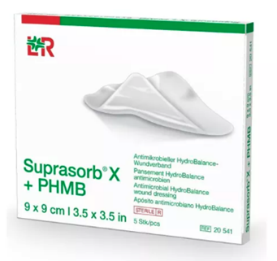 L&R
Suprasorb® X
+ PHMB
9 x 9 cm | 3.5 x 3.5 in
Antimikrobieller HydroBalance-
Wundverband
Pansement HydroBalance
antimicrobien
Antimicrobial HydroBalance
wound dressing
Apósito antimicrobiano HydroBalance
STERILE R
5 Stk/pcs
REF 20 541